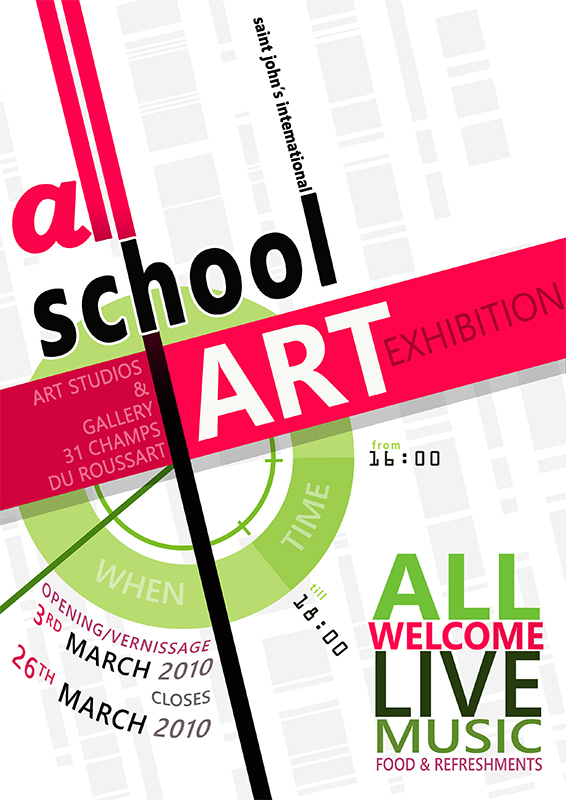 saint john's international
all
school
ART EXHIBITION
ART STUDIOS
&
GALLERY
31 CHAMPS
DU ROUSSART
from
16:00
TIME
WHEN
till
18:00
OPENING/VERNISSAGE
3RD MARCH 2010
26TH MARCH 2010
CLOSES
ALL
WELCOME
LIVE
MUSIC
FOOD & REFRESHMENTS